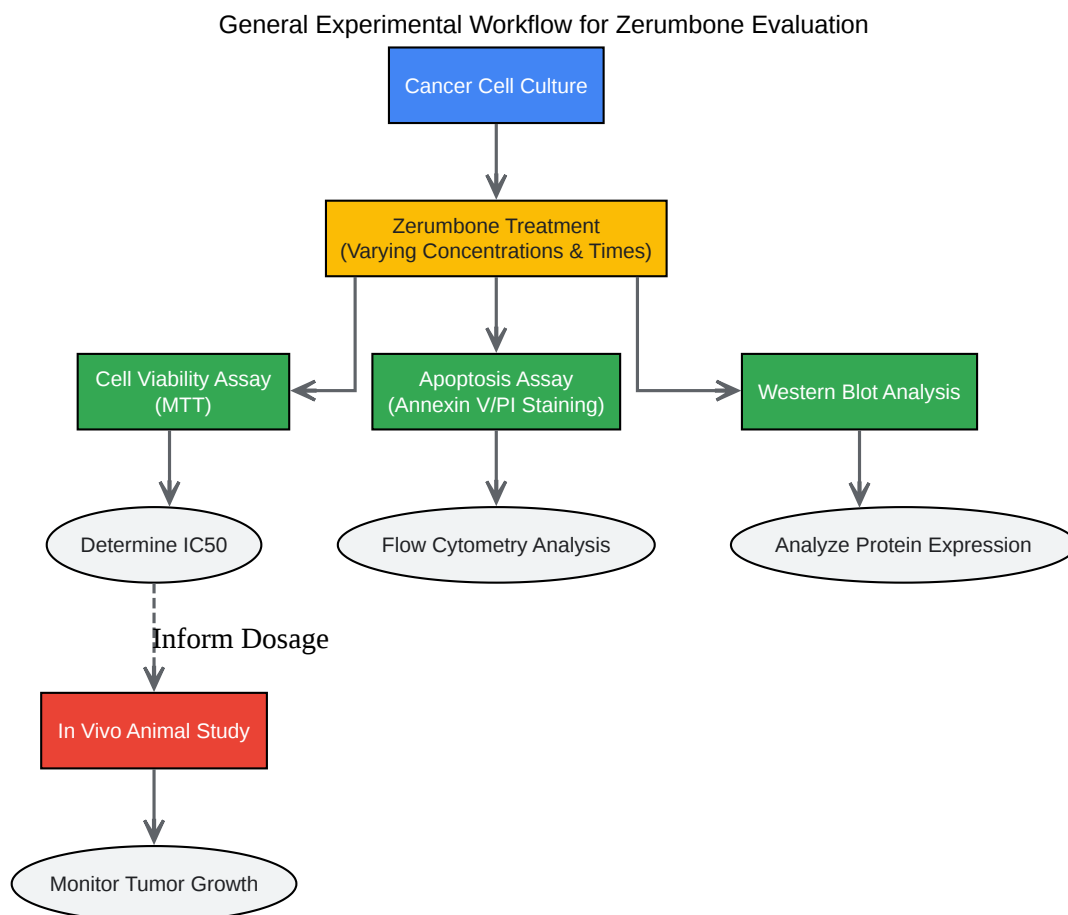 General Experimental Workflow for Zerumbone Evaluation
Cancer Cell Culture
Zerumbone Treatment
(Varying Concentrations & Times)
Cell Viability Assay
(MTT)
Apoptosis Assay
(Annexin V/PI Staining)
Western Blot Analysis
Determine IC50
Flow Cytometry Analysis
Analyze Protein Expression
Inform Dosage
In Vivo Animal Study
Monitor Tumor Growth